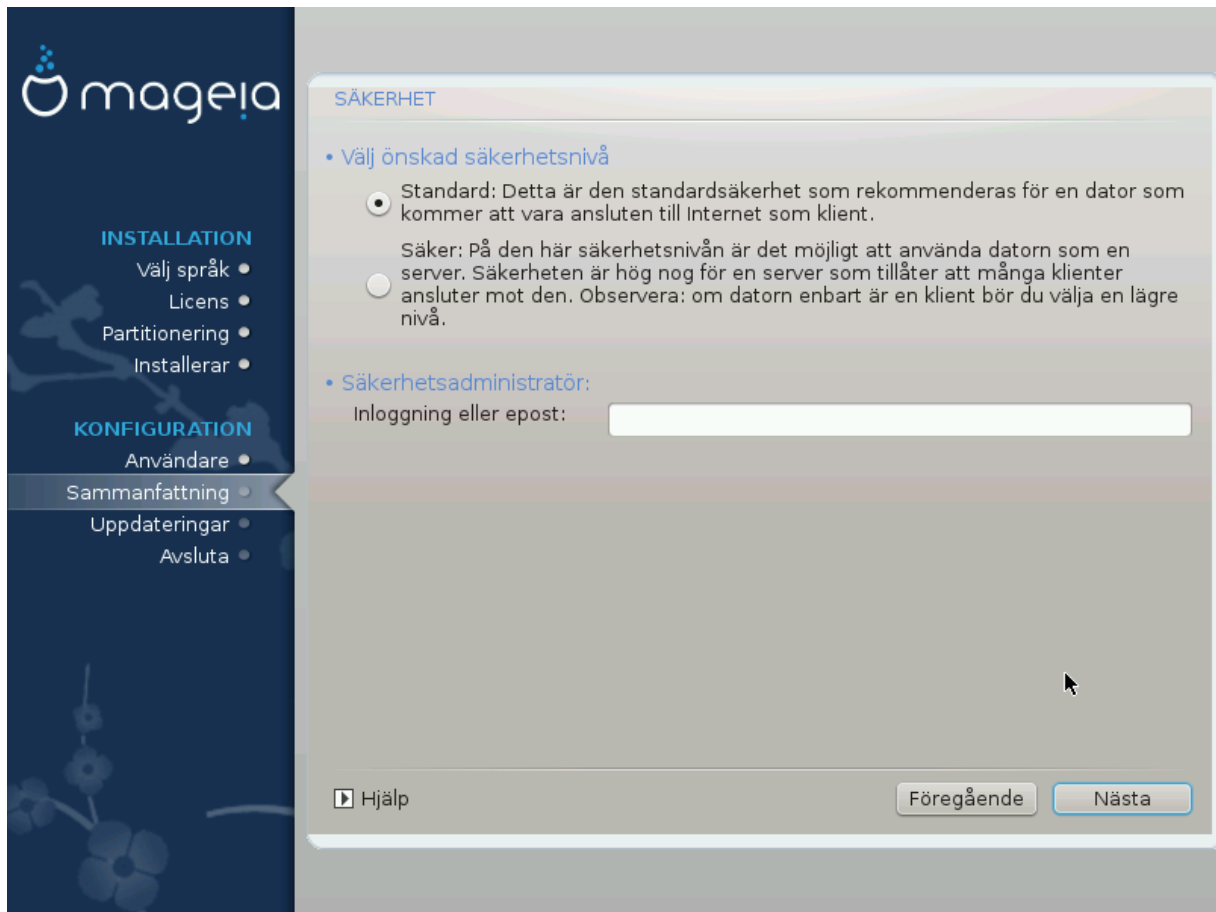 mageia
INSTALLATION
Välj språk
Licens
Partitionering
Installerar
KONFIGURATION
Användare
Sammanfattning
Uppdateringar
Avsluta
SÄKERHET
• Välj önskad säkerhetsnivå
Standard: Detta är den standardsäkerhet som rekommenderas för en dator som
kommer att vara ansluten till Internet som klient.
Säker: På den här säkerhetsnivån är det möjligt att använda datorn som en
server. Säkerheten är hög nog för en server som tillåter att många klienter
ansluter mot den. Observera: om datorn enbart är en klient bör du välja en lägre
nivå.
• Säkerhetsadministratör:
Inloggning eller epost:
Hjälp
Föregående
Nästa